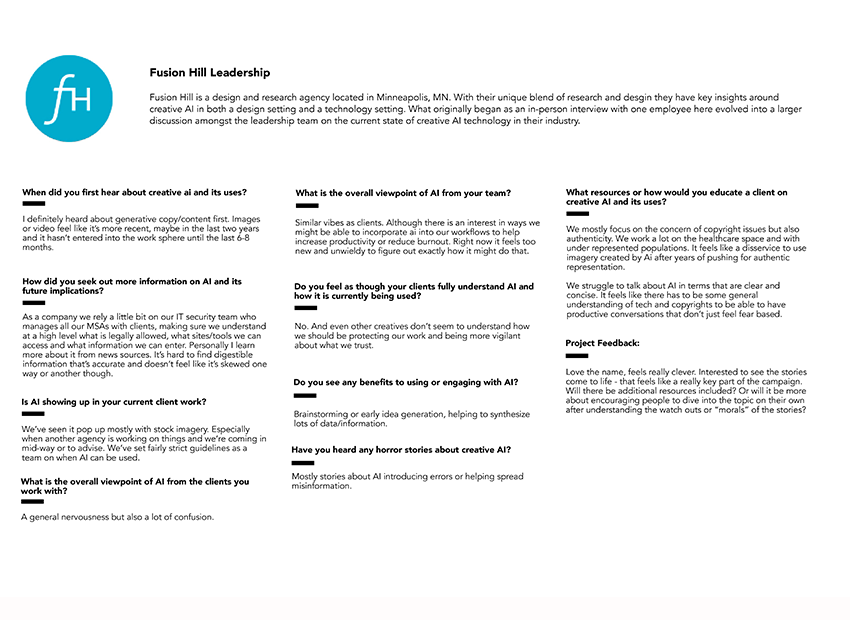 fH
Fusion Hill Leadership
Fusion Hill is a design and research agency located in Minneapolis, MN. With their unique blend of research and desgin they have key insights around
creative AI in both a design setting and a technology setting. What originally began as an in-person interview with one employee here evolved into a larger
discussion amongst the leadership team on the current state of creative AI technology in their industry.
When did you first hear about creative ai and its uses?
I definitely heard about generative copy/content first. Images
or video feel like it's more recent, maybe in the last two years
and it hasn't entered into the work sphere until the last 6-8
months.
How did you seek out more information on AI and its
future implications?
As a company we rely a little bit on our IT security team who
manages all our MSAs with clients, making sure we understand
at a high level what is legally allowed, what sites/tools we can
access and what information we can enter. Personally I learn
more about it from news sources. It's hard to find digestible
information that's accurate and doesn't feel like it's skewed one
way or another though.
Is AI showing up in your current client work?
We've seen it pop up mostly with stock imagery. Especially
when another agency is working on things and we're coming in
mid-way or to advise. We've set fairly strict guidelines as a
team on when AI can be used.
What is the overall viewpoint of AI from the clients you
work with?
A general nervousness but also a lot of confusion.
What is the overall viewpoint of AI from your team?
Similar vibes as clients. Although there is an interest in ways we
might be able to incorporate ai into our workflows to help
increase productivity or reduce burnout. Right now it feels too
new and unwieldy to figure out exactly how it might do that.
Do you feel as though your clients fully understand AI and
how it is currently being used?
No. And even other creatives don't seem to understand how
we should be protecting our work and being more vigilant
about what we trust.
Do you see any benefits to using or engaging with AI?
Brainstorming or early idea generation, helping to synthesize
lots of data/information.
Have you heard any horror stories about creative AI?
Mostly stories about AI introducing errors or helping spread
misinformation.
What resources or how would you educate a client on
creative AI and its uses?
We mostly focus on the concern of copyright issues but also
authenticity. We work a lot on the healthcare space and with
under represented populations. It feels like a disservice to use
imagery created by Ai after years of pushing for authentic
representation.
We struggle to talk about AI in terms that are clear and
concise. It feels like there has to be some general
understanding of tech and copyrights to be able to have
productive conversations that don't just feel fear based.
Project Feedback:
Love the name, feels really clever. Interested to see the stories
come to life - that feels like a really key part of the campaign.
Will there be additional resources included? Or will it be more
about encouraging people to dive into the topic on their own
after understanding the watch outs or "morals" of the stories?